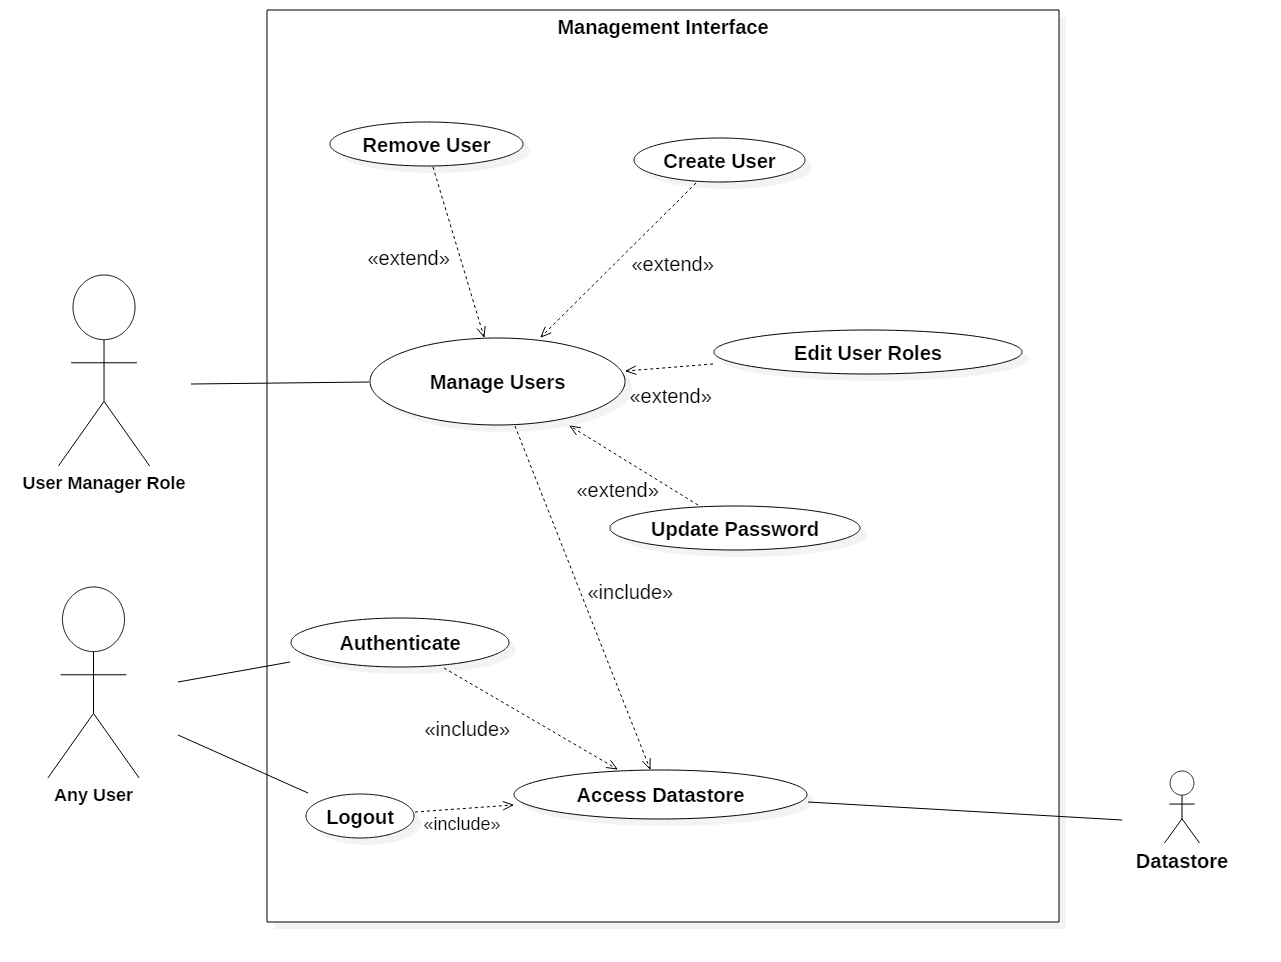 Management Interface
Remove User
Create User
«extend»
«extend»
Edit User Roles
Manage Users
«extend»
User Manager Role
«extend»
Update Password
«include»
Authenticate
«include»
Any User
Access Datastore
Logout
«include»
Datastore